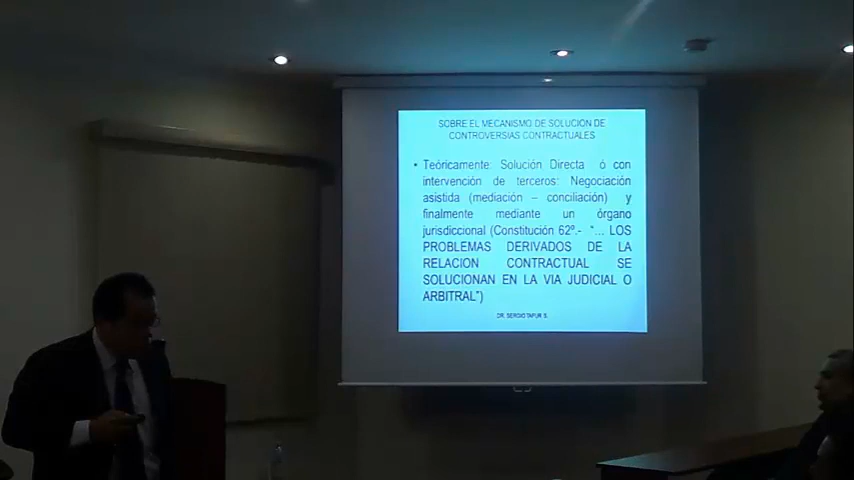 SOBRE EL MECANISMO DE SOLUCION DE
CONTROVERSIAS CONTRACTUALES
• Teóricamente: Solución Directa ó con
intervención de terceros: Negociación
asistida (mediación – conciliación) y
finalmente mediante un órgano
jurisdiccional (Constitución 62º.- "... LOS
PROBLEMAS DERIVADOS DE LA
RELACION CONTRACTUAL SE
SOLUCIONAN EN LA VIA JUDICIAL O
ARBITRAL")
DR. SERGIO TAPUR S.